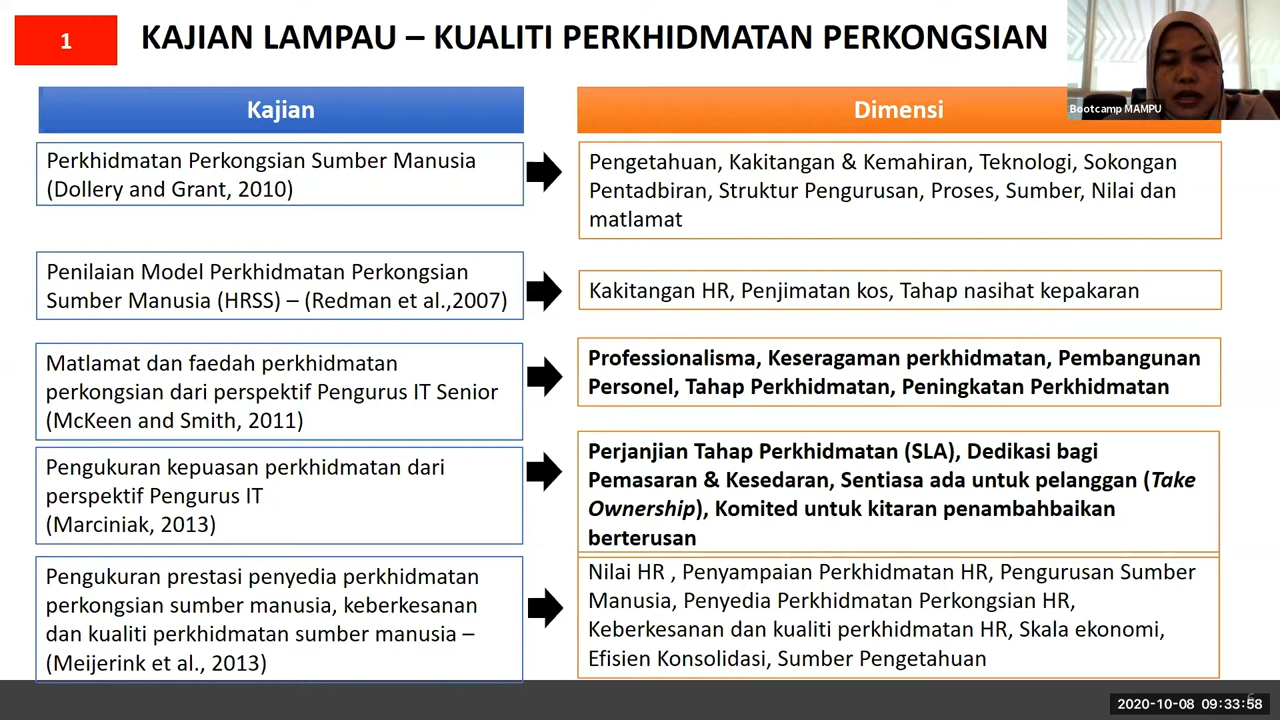 1
KAJIAN LAMPAU – KUALITI PERKHIDMATAN PERKONGSIAN
Bootcamp MAMPU
Kajian
Dimensi
Perkhidmatan Perkongsian Sumber Manusia
(Dollery and Grant, 2010)
Pengetahuan, Kakitangan & Kemahiran, Teknologi, Sokongan
Pentadbiran, Struktur Pengurusan, Proses, Sumber, Nilai dan
matlamat
Penilaian Model Perkhidmatan Perkongsian
Sumber Manusia (HRSS) – (Redman et al.,2007)
Kakitangan HR, Penjimatan kos, Tahap nasihat kepakaran
Matlamat dan faedah perkhidmatan
perkongsian dari perspektif Pengurus IT Senior
(McKeen and Smith, 2011)
Professionalisma, Keseragaman perkhidmatan, Pembangunan
Personel, Tahap Perkhidmatan, Peningkatan Perkhidmatan
Pengukuran kepuasan perkhidmatan dari
perspektif Pengurus IT
(Marciniak, 2013)
Perjanjian Tahap Perkhidmatan (SLA), Dedikasi bagi
Pemasaran & Kesedaran, Sentiasa ada untuk pelanggan (Take
Ownership), Komited untuk kitaran penambahbaikan
berterusan
Pengukuran prestasi penyedia perkhidmatan
perkongsian sumber manusia, keberkesanan
dan kualiti perkhidmatan sumber manusia –
(Meijerink et al., 2013)
Nilai HR , Penyampaian Perkhidmatan HR, Pengurusan Sumber
Manusia, Penyedia Perkhidmatan Perkongsian HR,
Keberkesanan dan kualiti perkhidmatan HR, Skala ekonomi,
Efisien Konsolidasi, Sumber Pengetahuan
6
2020-10-08 09:33:58